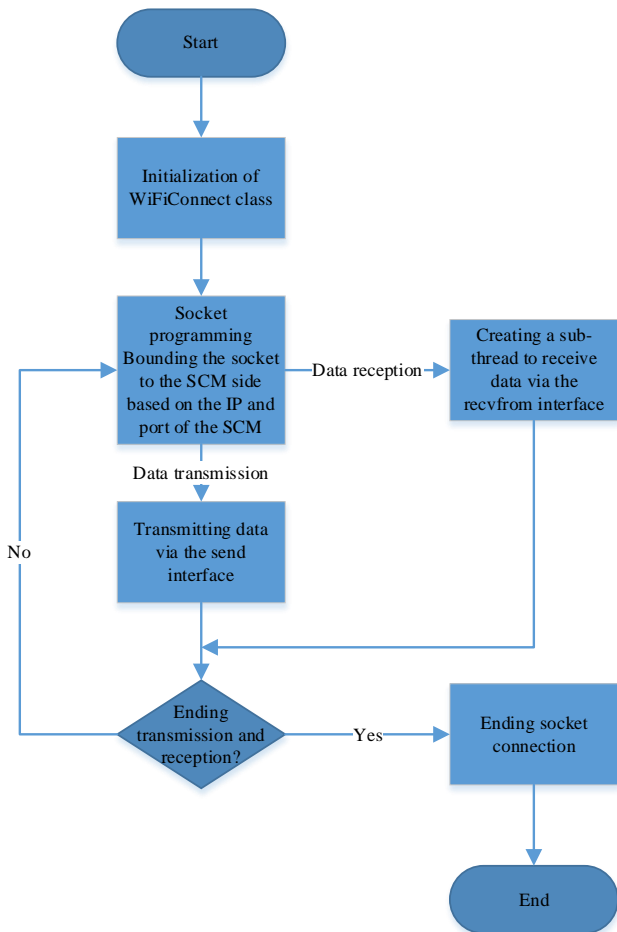 Start
Initialization of
WiFiConnect class
Socket
programming
Bounding the socket
to the SCM side
based on the IP and
port of the SCM
Data reception
Creating a sub-
thread to receive
data via the
recvfrom interface
Data transmission
Transmitting data
via the send
interface
No
Ending
transmission and
reception?
Yes
Ending socket
connection
End